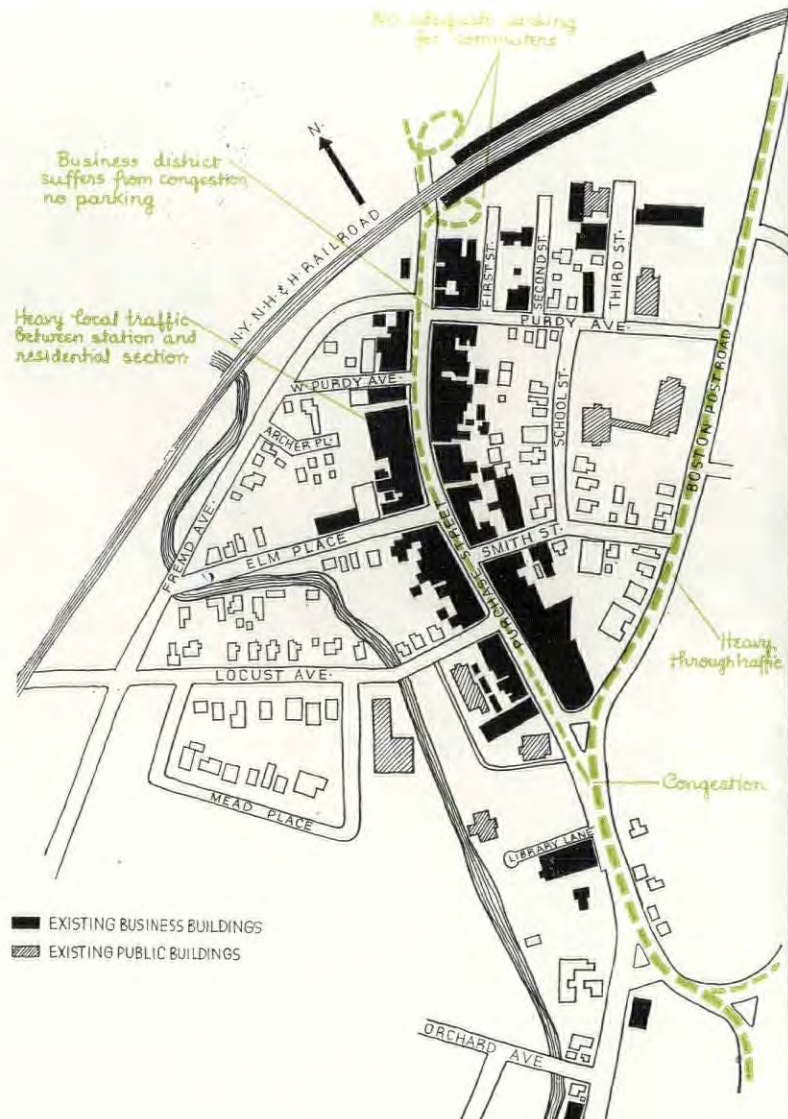 No adequate parking
for commuters
N.
Business district
suffers from congestion
no parking
N.Y. N.H. & H. RAILROAD
Heavy local traffic
between station and
residential section
FIRST ST.
SECOND ST.
THIRD ST.
PURDY AVE.
W. PURDY AVE.
ARCHER PL.
SCHOOL ST.
BOSTON POST ROAD
FREMD AVE.
ELM PLACE
PURCHASE STREET
SMITH ST.
Heavy
through traffic
LOCUST AVE.
Congestion
MEAD PLACE
LIBRARY LANE
EXISTING BUSINESS BUILDINGS
EXISTING PUBLIC BUILDINGS
ORCHARD AVE